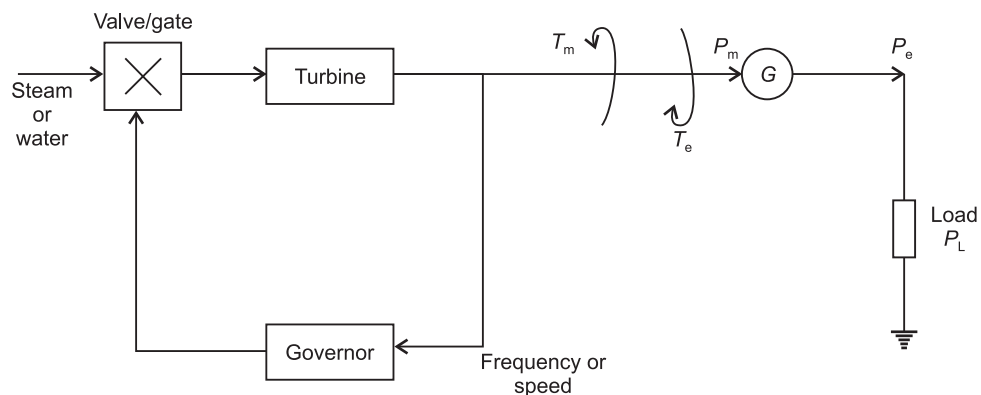 Valve/gate
Steam
or
water
Turbine
T_m
T_e
P_m
G
P_e
Load
P_L
Governor
Frequency or
speed